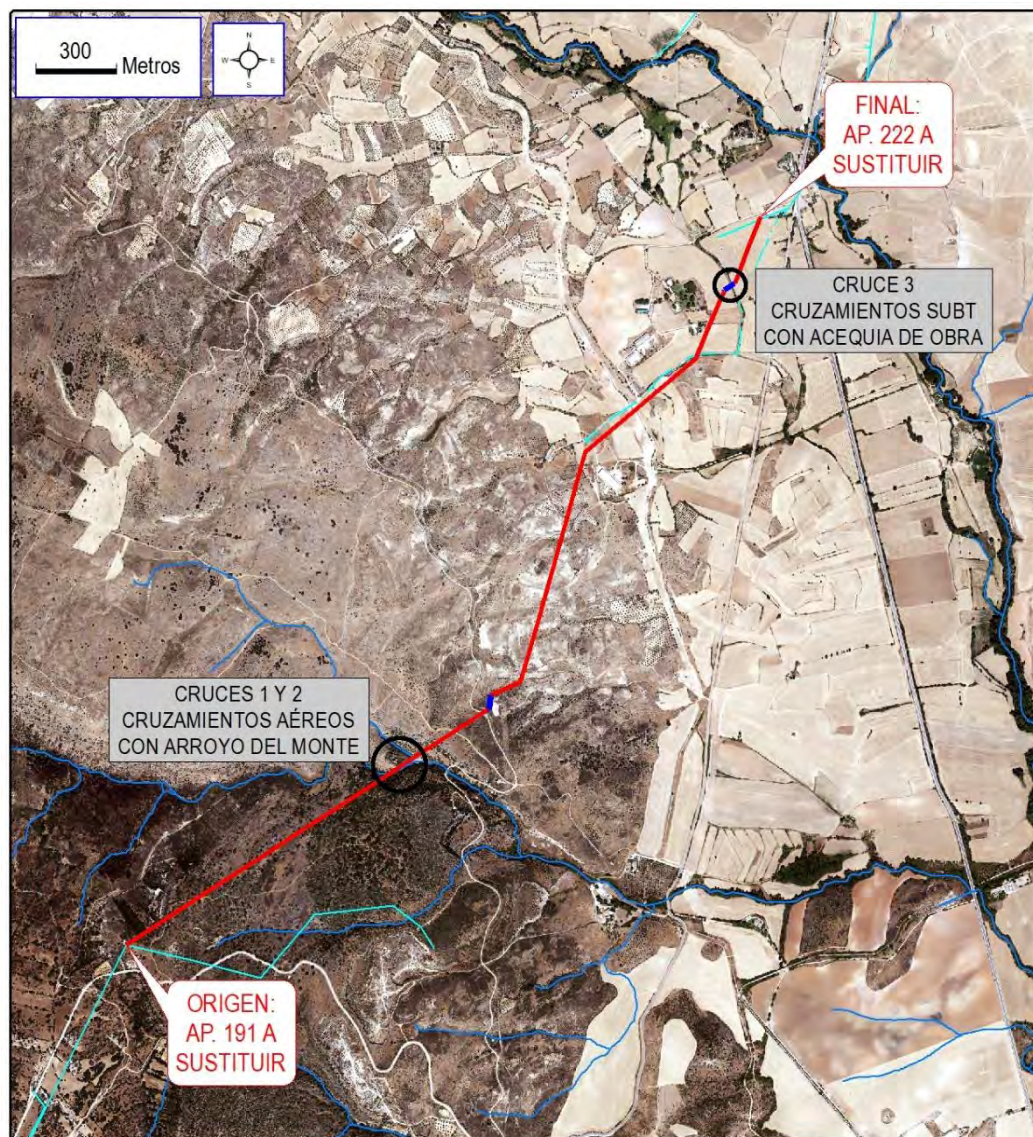 300
Metros
N
W E
S
FINAL:
AP. 222 A
SUSTITUIR
CRUCE 3
CRUZAMIENTOS SUBT
CON ACEQUIA DE OBRA
CRUCES 1 Y 2
CRUZAMIENTOS AÉREOS
CON ARROYO DEL MONTE
ORIGEN:
AP. 191 A
SUSTITUIR